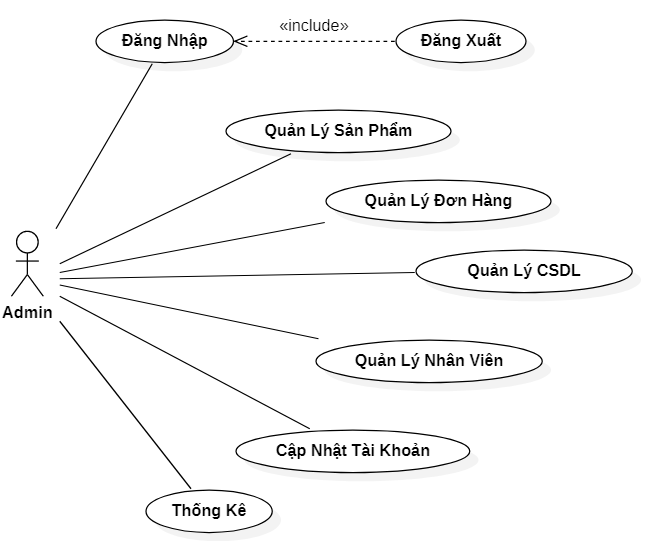 Đăng Nhập
«include»
Đăng Xuất
Quản Lý Sản Phẩm
Quản Lý Đơn Hàng
Quản Lý CSDL
Admin
Quản Lý Nhân Viên
Cập Nhật Tài Khoản
Thống Kê